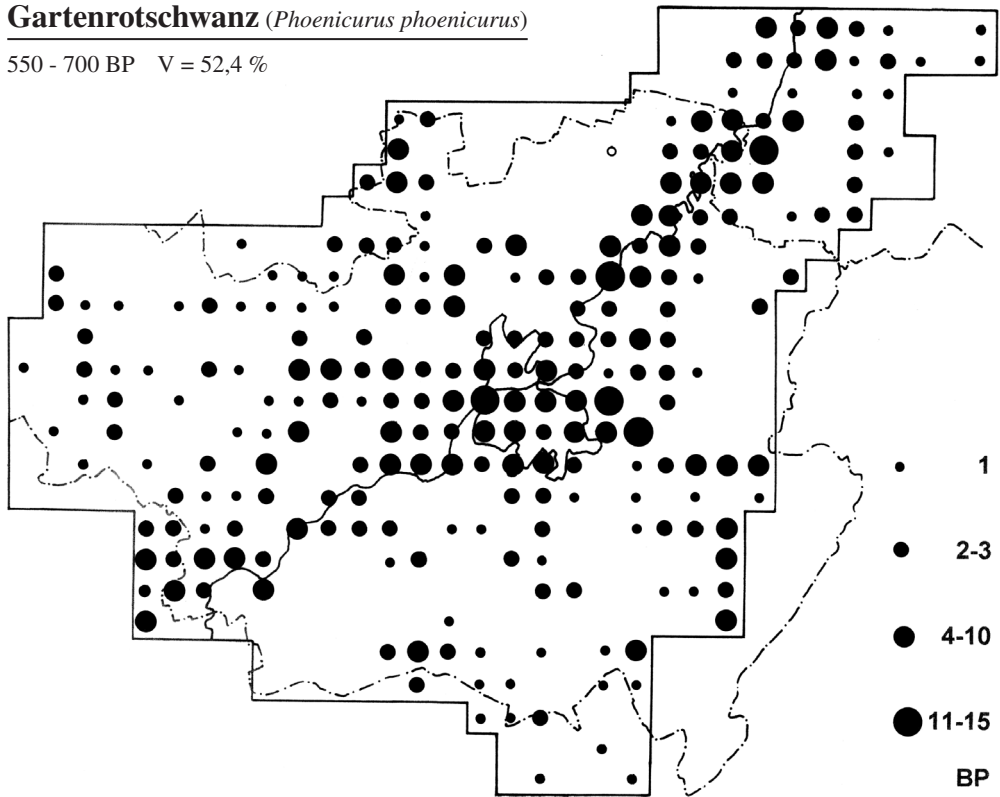 Gartenrotschwanz (Phoenicurus phoenicurus)
550 - 700 BP V = 52,4 %
1
2-3
4-10
11-15
BP